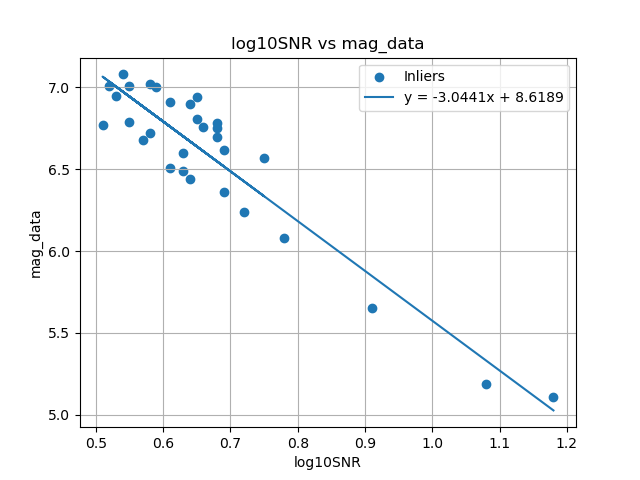 log10SNR vs mag_data
Inliers
y = -3.0441x + 8.6189
7.0
6.5
6.0
5.5
5.0
mag_data
0.5 0.6 0.7 0.8 0.9 1.0 1.1 1.2
log10SNR